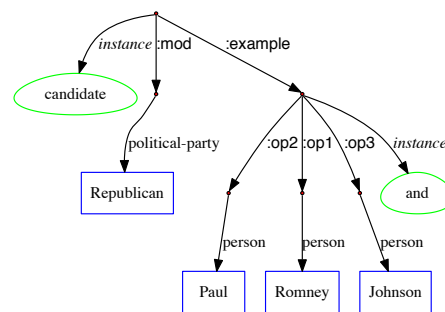 instance :mod :example
candidate
political-party :op2 :op1 :op3 instance
Republican and
person person person
Paul Romney Johnson